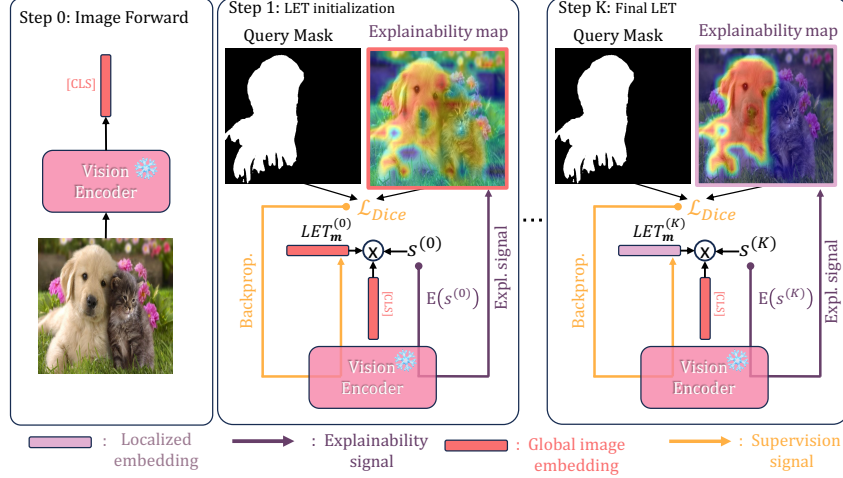 Step 0: Image Forward
[CLS]
Vision
Encoder
Step 1: LET initialization
Query Mask
Explainability map
ℒ_Dice
LET_m^(0)
X
s^(0)
[CLS]
E(s^(0))
Backprop.
Expl. signal
Vision
Encoder
...
Step K: Final LET
Query Mask
Explainability map
ℒ_Dice
LET_m^(K)
X
s^(K)
[CLS]
E(s^(K))
Backprop.
Expl. signal
Vision
Encoder
: Localized
embedding
: Explainability
signal
: Global image
embedding
: Supervision
signal